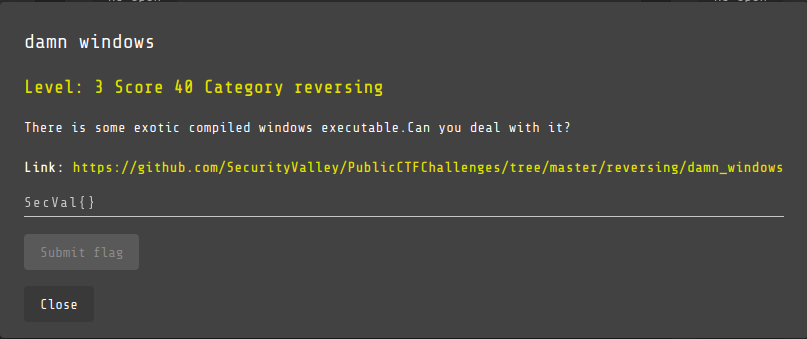 damn windows
Level: 3 Score 40 Category reversing
There is some exotic compiled windows executable.Can you deal with it?
Link: https://github.com/SecurityValley/PublicCTFChallenges/tree/master/reversing/damn_windows
SecVal{}
Submit flag
Close